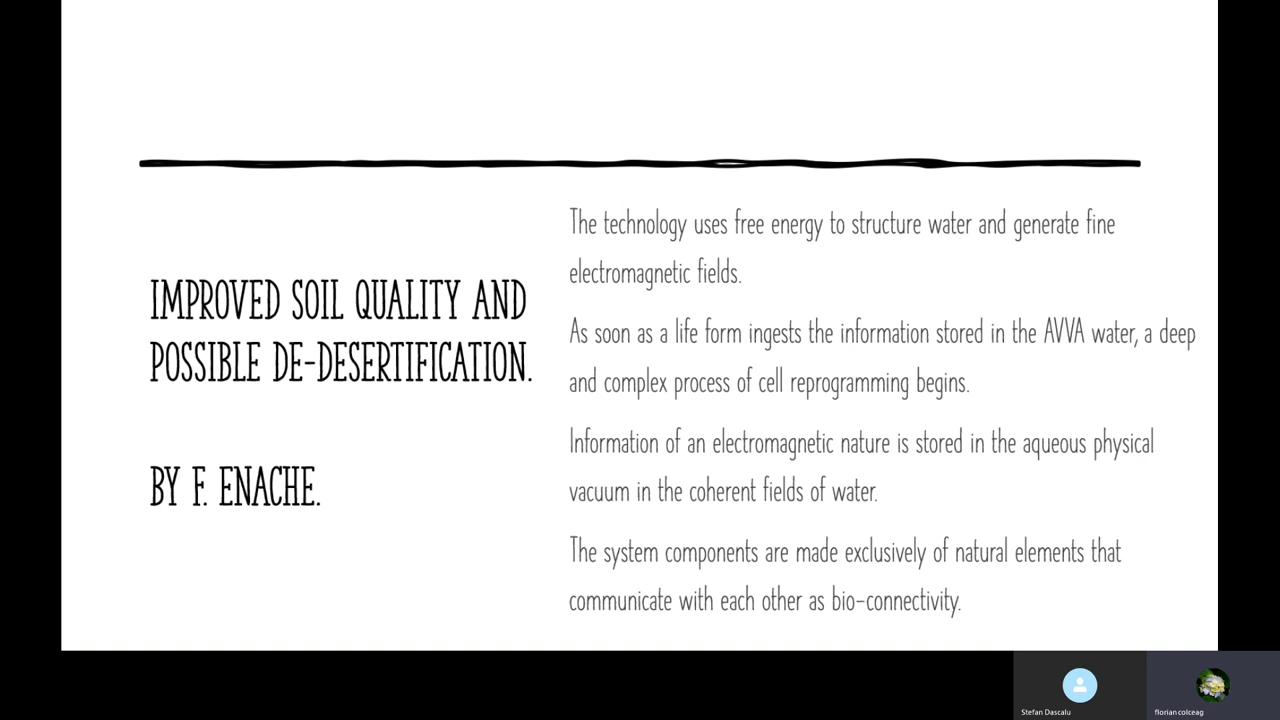 IMPROVED SOIL QUALITY AND
POSSIBLE DE-DESERTIFICATION.
BY F. ENACHE.
The technology uses free energy to structure water and generate fine
electromagnetic fields.
As soon as a life form ingests the information stored in the AVVA water, a deep
and complex process of cell reprogramming begins.
Information of an electromagnetic nature is stored in the aqueous physical
vacuum in the coherent fields of water.
The system components are made exclusively of natural elements that
communicate with each other as bio-connectivity.
Stefan Dascalu
florian colceag